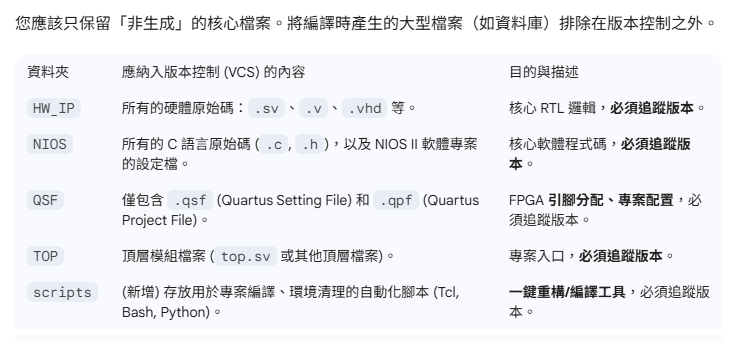 您應該只保留「非生成」的核心檔案。將編譯時產生的大型檔案（如資料庫）排除在版本控制之外。
資料夾 應納入版本控制 (VCS) 的內容 目的與描述
HW_IP 所有的硬體原始碼：.sv、.v、.vhd 等。 核心 RTL 邏輯，必須追蹤版本。
NIOS 所有的 C 語言原始碼 (.c, .h)，以及 NIOS II 軟體專案 核心軟體程式碼，必須追蹤版
的設定檔。 本。
QSF 僅包含 .qsf (Quartus Setting File) 和 .qpf (Quartus FPGA 引腳分配、專案配置，必
Project File)。 須追蹤版本。
TOP 頂層模組檔案 (top.sv 或其他頂層檔案)。 專案入口，必須追蹤版本。
scripts (新增) 存放用於專案編譯、環境清理的自動化腳本 (Tcl, 一鍵重構/編譯工具，必須追蹤版
Bash, Python)。 本。